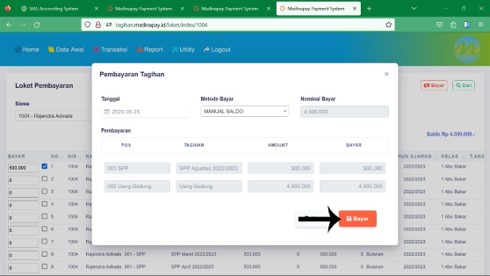 SIAS Accounting System
Madinapay Payment System
Madinapay Payment System
Madinapay Payment System
tagihan.madinapay.id/loket/index/1004
Home Data Awal Transaksi Report Utility Logout
Loket Pembayaran
Bayar Cari
Siswa
1004 - Rajendra Adinata
Saldo Rp 4.500.000,-
Pembayaran Tagihan
×
Tanggal Metode Bayar Nominal Bayar
2023-05-25 MANUAL SALDO 4.500.000
Pembayaran
POS TAGIHAN AMOUNT BAYAR
001 SPP SPP Agustus 2022/2023 500.000 500.000
002 Uang Gedung Uang Gedung 4.000.000 4.000.000
Bayar
BAYAR NO KELAS
500.000 1 1004 2022/2023 1 Abu Bakar
0 2 1004 2022/2023 1 Abu Bakar
0 3 1004 2022/2023 1 Abu Bakar
0 4 1004 2022/2023 1 Abu Bakar
0 5 1004 2022/2023 1 Abu Bakar
0 6 1004 2022/2023 1 Abu Bakar
0 7 1004 2022/2023 1 Abu Bakar
0 8 1004 Rajendra Adinata 001 - SPP SPP Maret 2022/2023 500.000 0 500.000 0 Bulanan 2022/2023 1 Abu Bakar
0 9 1004 Rajendra Adinata 001 - SPP SPP April 2022/2023 500.000 0 500.000 0 Bulanan 2022/2023 1 Abu Bakar